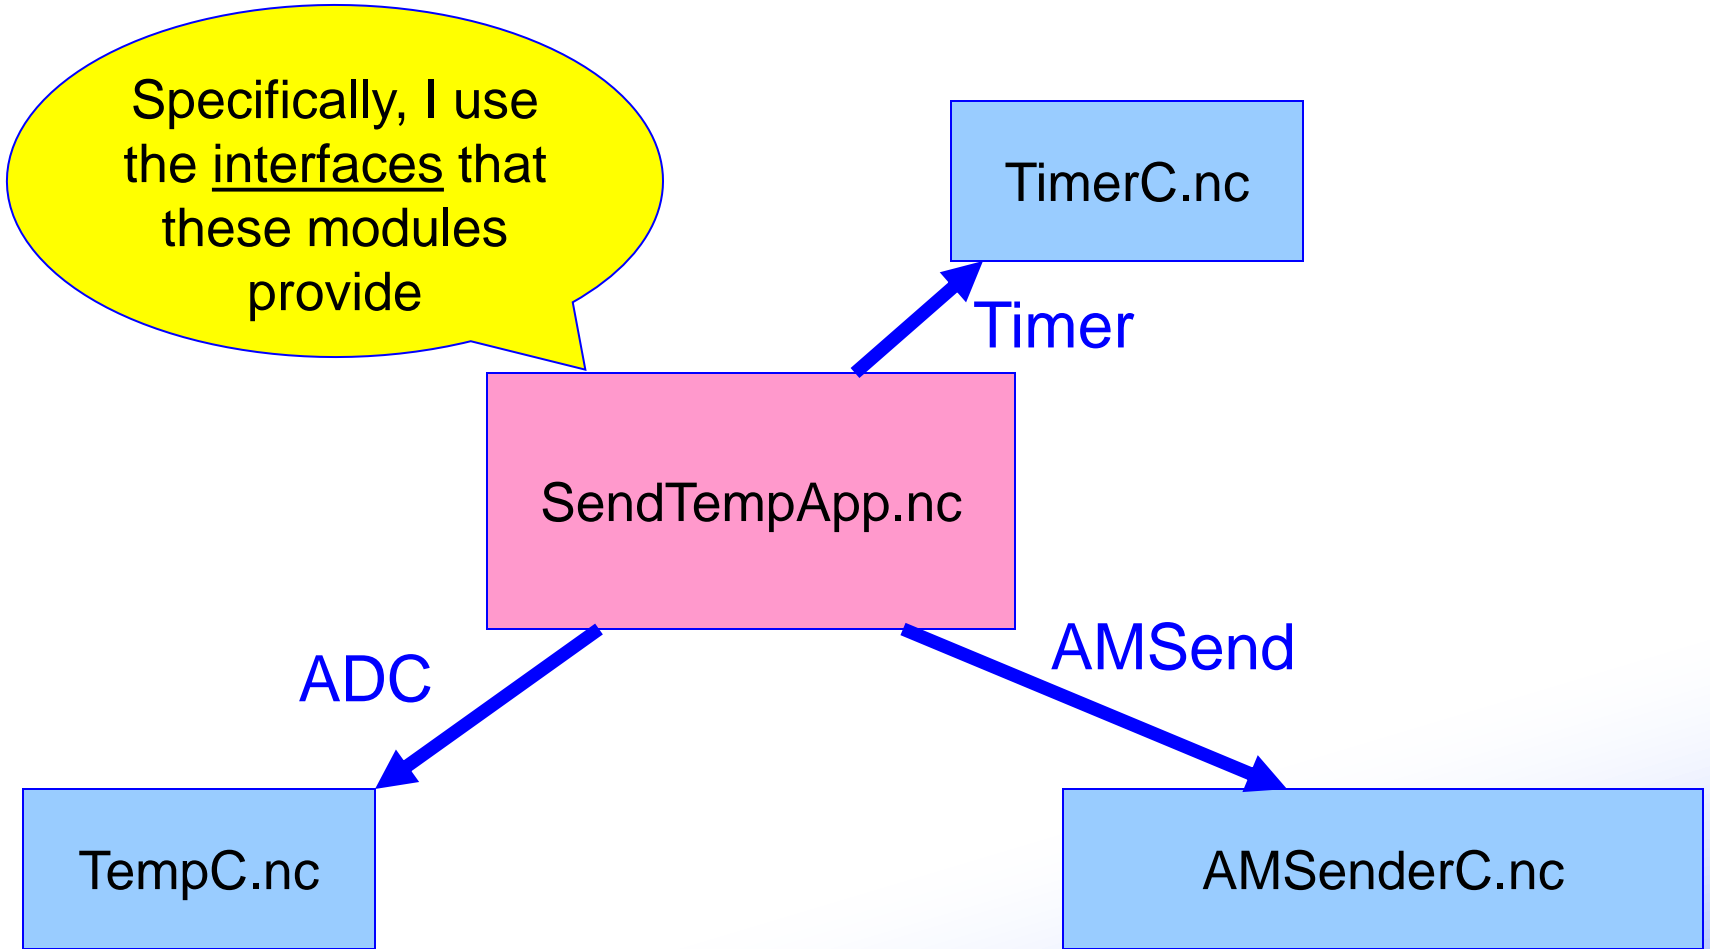 Specifically, I use
the interfaces that
these modules
provide
TimerC.nc
Timer
SendTempApp.nc
AMSend
ADC
TempC.nc
AMSenderC.nc